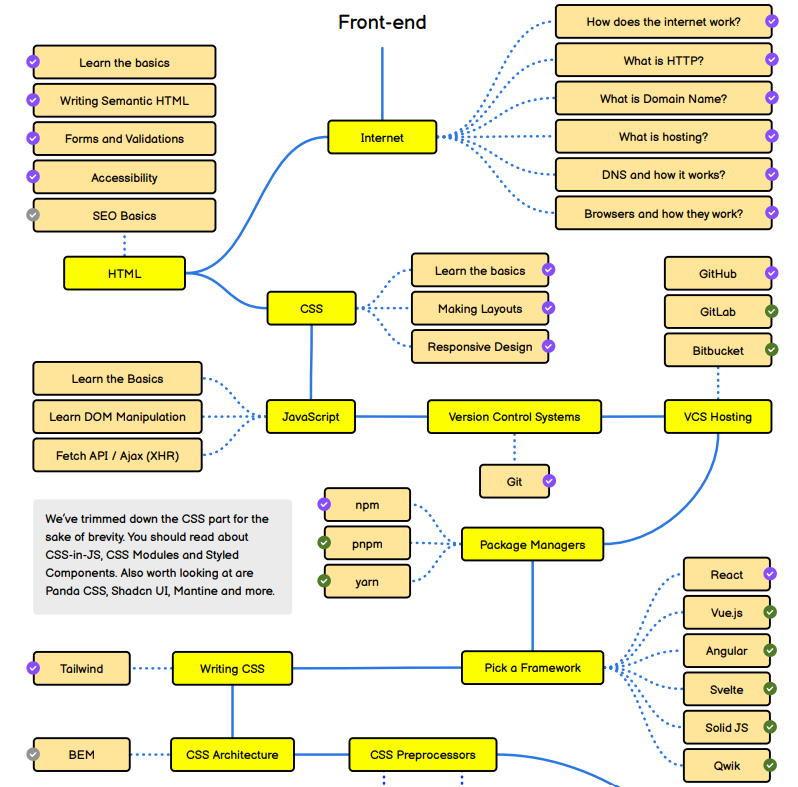 Front-end
How does the internet work?
What is HTTP?
What is Domain Name?
What is hosting?
DNS and how it works?
Browsers and how they work?
Internet
Learn the basics
Writing Semantic HTML
Forms and Validations
Accessibility
SEO Basics
HTML
CSS
Learn the basics
Making Layouts
Responsive Design
GitHub
GitLab
Bitbucket
Learn the Basics
Learn DOM Manipulation
Fetch API / Ajax (XHR)
JavaScript
Version Control Systems
VCS Hosting
Git
We've trimmed down the CSS part for the
sake of brevity. You should read about
CSS-in-JS, CSS Modules and Styled
Components. Also worth looking at are
Panda CSS, Shadcn UI, Mantine and more.
npm
pnpm
yarn
Package Managers
React
Vue.js
Angular
Svelte
Solid JS
Qwik
Pick a Framework
Writing CSS
Tailwind
BEM
CSS Architecture
CSS Preprocessors